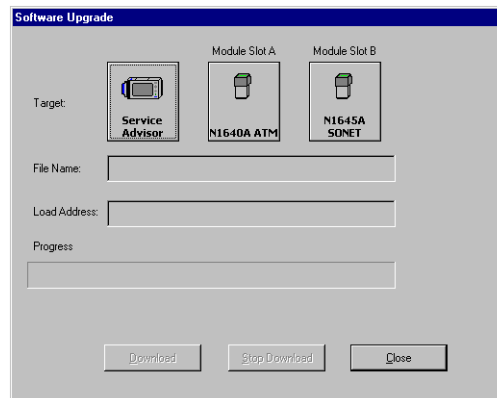 Software Upgrade
Module Slot A
Module Slot B
Target:
Service
Advisor
N1640A ATM
N1645A
SONET
File Name:
Load Address:
Progress
Download
Stop Download
Close